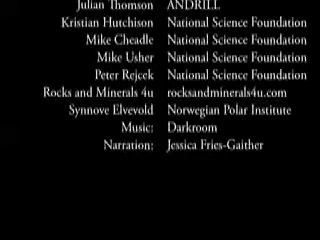 Julian Thomson ANDRILL
Kristian Hutchison National Science Foundation
Mike Cheadle National Science Foundation
Mike Usher National Science Foundation
Peter Rejcek National Science Foundation
Rocks and Minerals 4u rocksandminerals4u.com
Synnove Elvevold Norwegian Polar Institute
Music: Darkroom
Narration: Jessica Fries-Gaither